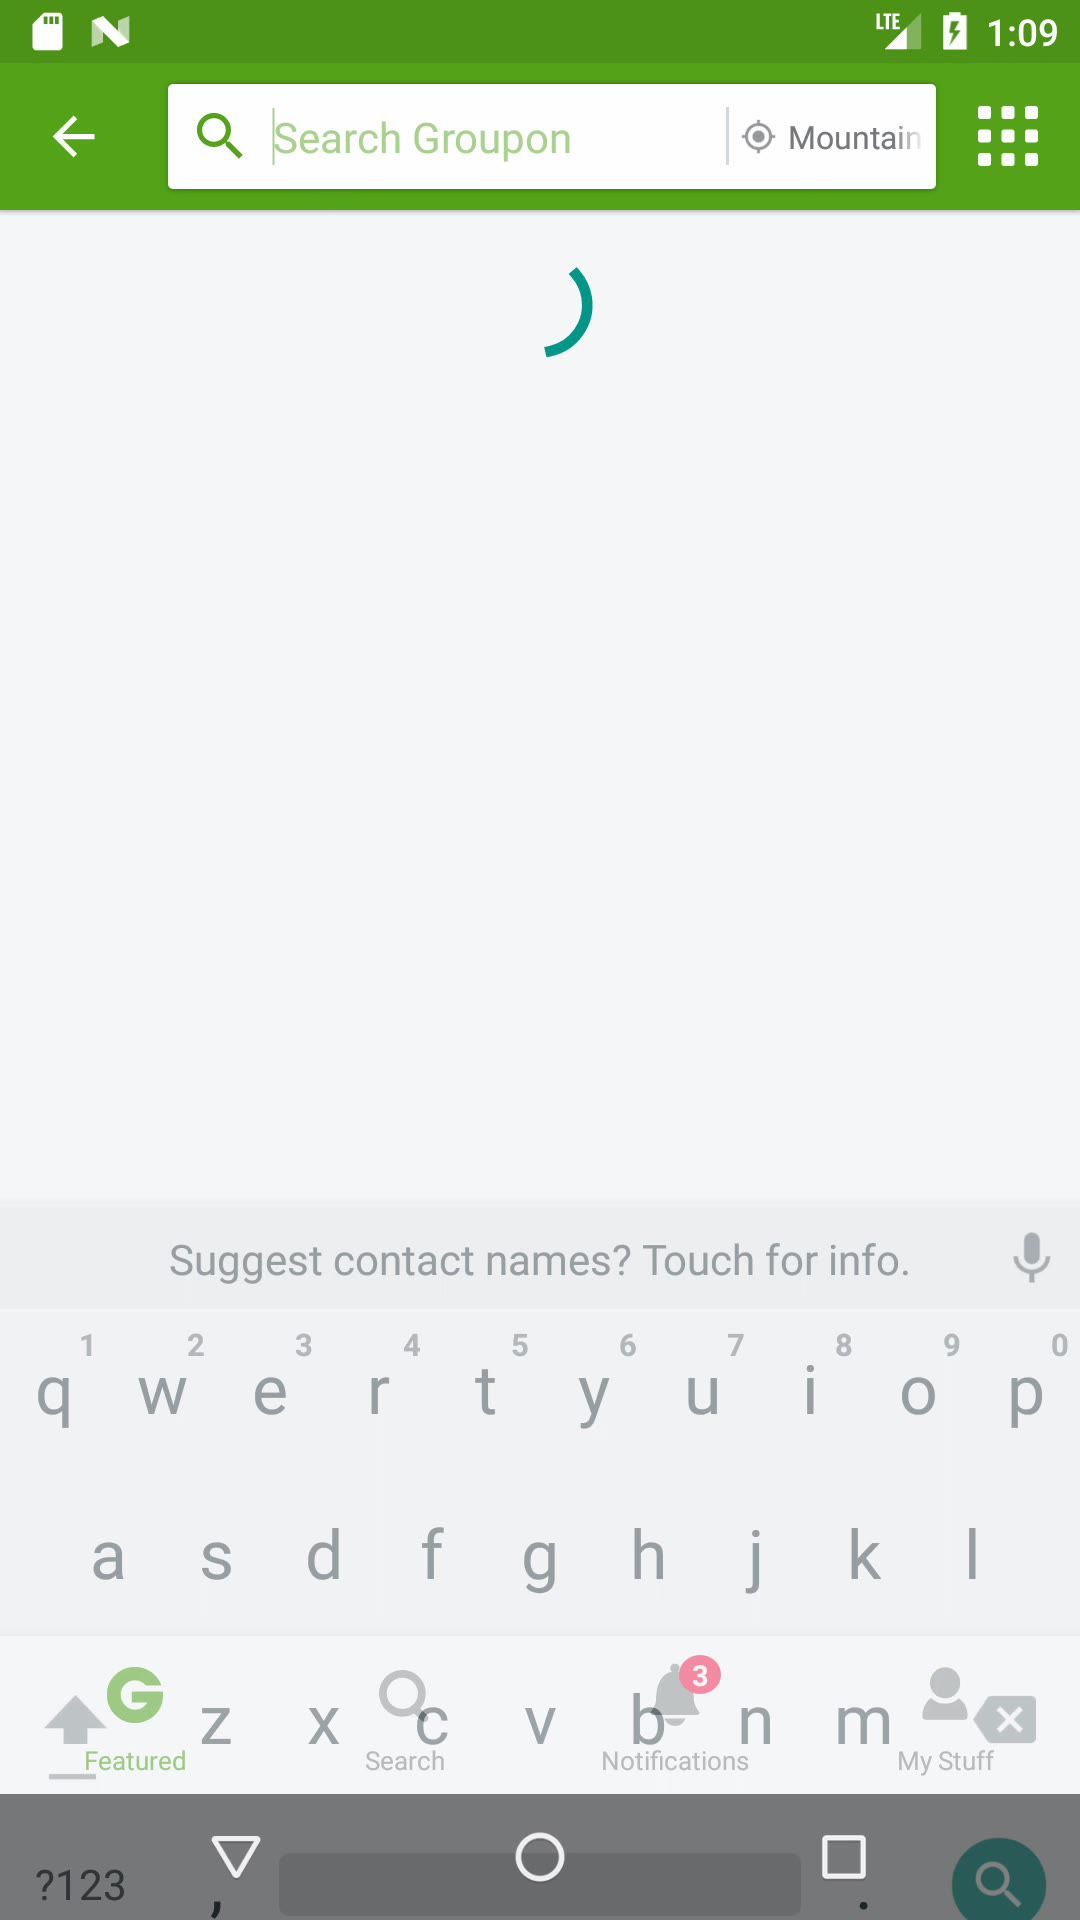 LTE 1:09
Search Groupon Mountain
Suggest contact names? Touch for info.
1 2 3 4 5 6 7 8 9 0
q w e r t y u i o p
a s d f g h j k l
3
z x c v b n m
Featured Search Notifications My Stuff
?123 , .